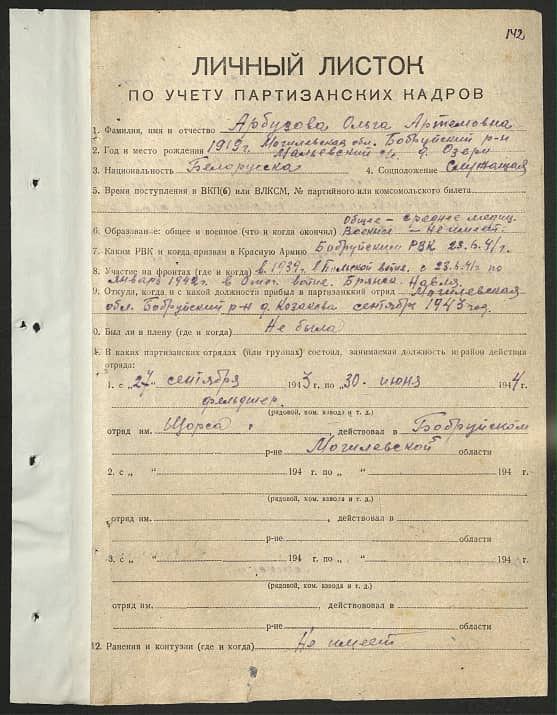 142
ЛИЧНЫЙ ЛИСТОК
ПО УЧЕТУ ПАРТИЗАНСКИХ КАДРОВ
1. Фамилия, имя и отчество Арбузова Ольга Артемовна
2. Год и место рождения 1919 г. Могилевская обл. Бобруйский р-н
д. Озеры
3. Национальность Белорусска 4. Соцположение Служащая
5. Время поступления в ВКП(б) или ВЛКСМ, № партийного или комсомольского билета
Общее – среднее медиц.
6. Образование: общее и военное (что и когда окончил) Военное – не имеет.
7. Каким РВК и когда призван в Красную Армию Бобруйским РВК 23.6.41 г.
8. Участие на фронтах (где и когда) в 1939 г. с 23.6.41 г. по
Январь 1942 г. в Отеч. войне. Брянск. Навля.
9. Откуда, когда и с какой должности прибыл в партизанский отряд Могилевская
обл. Бобруйский р-н д. Козакова сентября 1943 год.
10. Был ли в плену (где и когда) Не была
В каких партизанских отрядах (или группах) состоял, занимаемая должность и район действия
отряда:
1. с „27“ сентября 1943 г. по „30“ июня 1944 г.
фельдшер.
(рядовой, ком. взвода и т. д.)
отряд им. Щорса, действовал в Бобруйском
р-не Могилевской области
2. с „ “ 194 г. по „ “ 194 г.
(рядовой, ком. взвода и т. д.)
отряд им. , действовал в
р-не области
3. с „ “ 194 г. по „ “ 194 г.
(рядовой, ком. взвода и т. д.)
отряд им. действовал в
р-не области
12. Ранения и контузии (где и когда) Не имеет